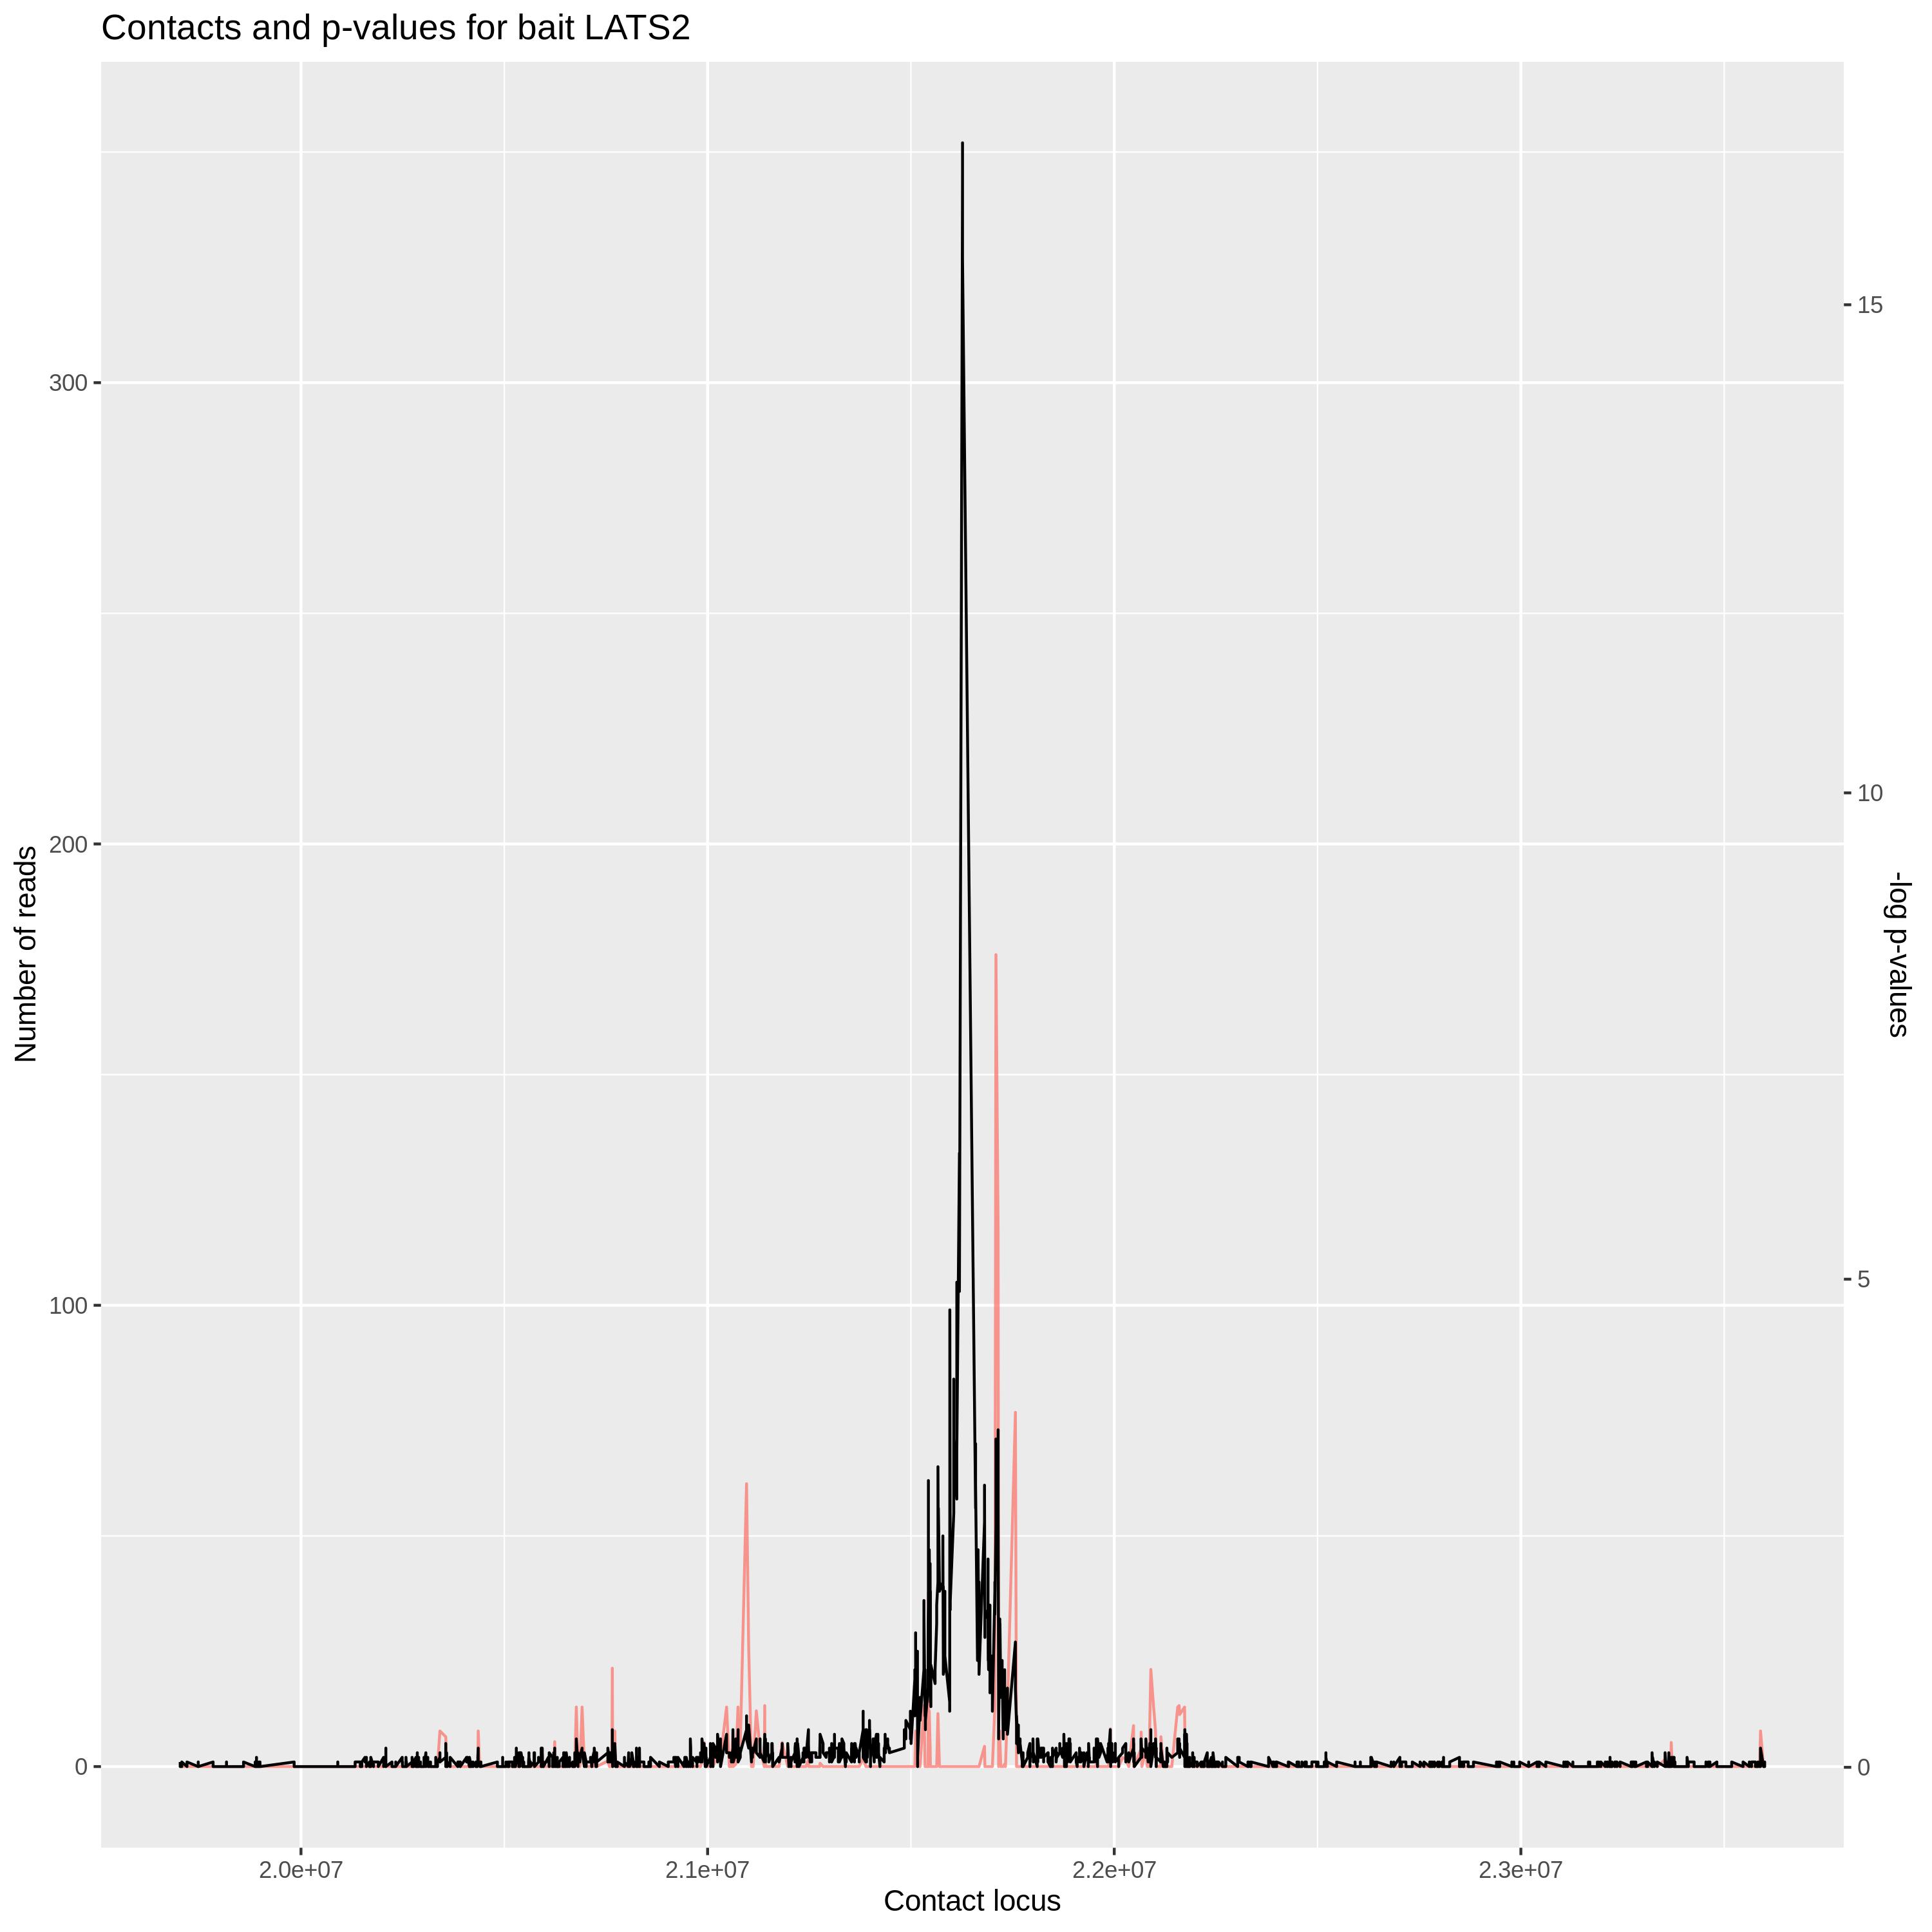 Contacts and p-values for bait LATS2
Number of reads
300
200
100
0
15
10
5
0
-log p-values
2.0e+07
2.1e+07
2.2e+07
2.3e+07
Contact locus